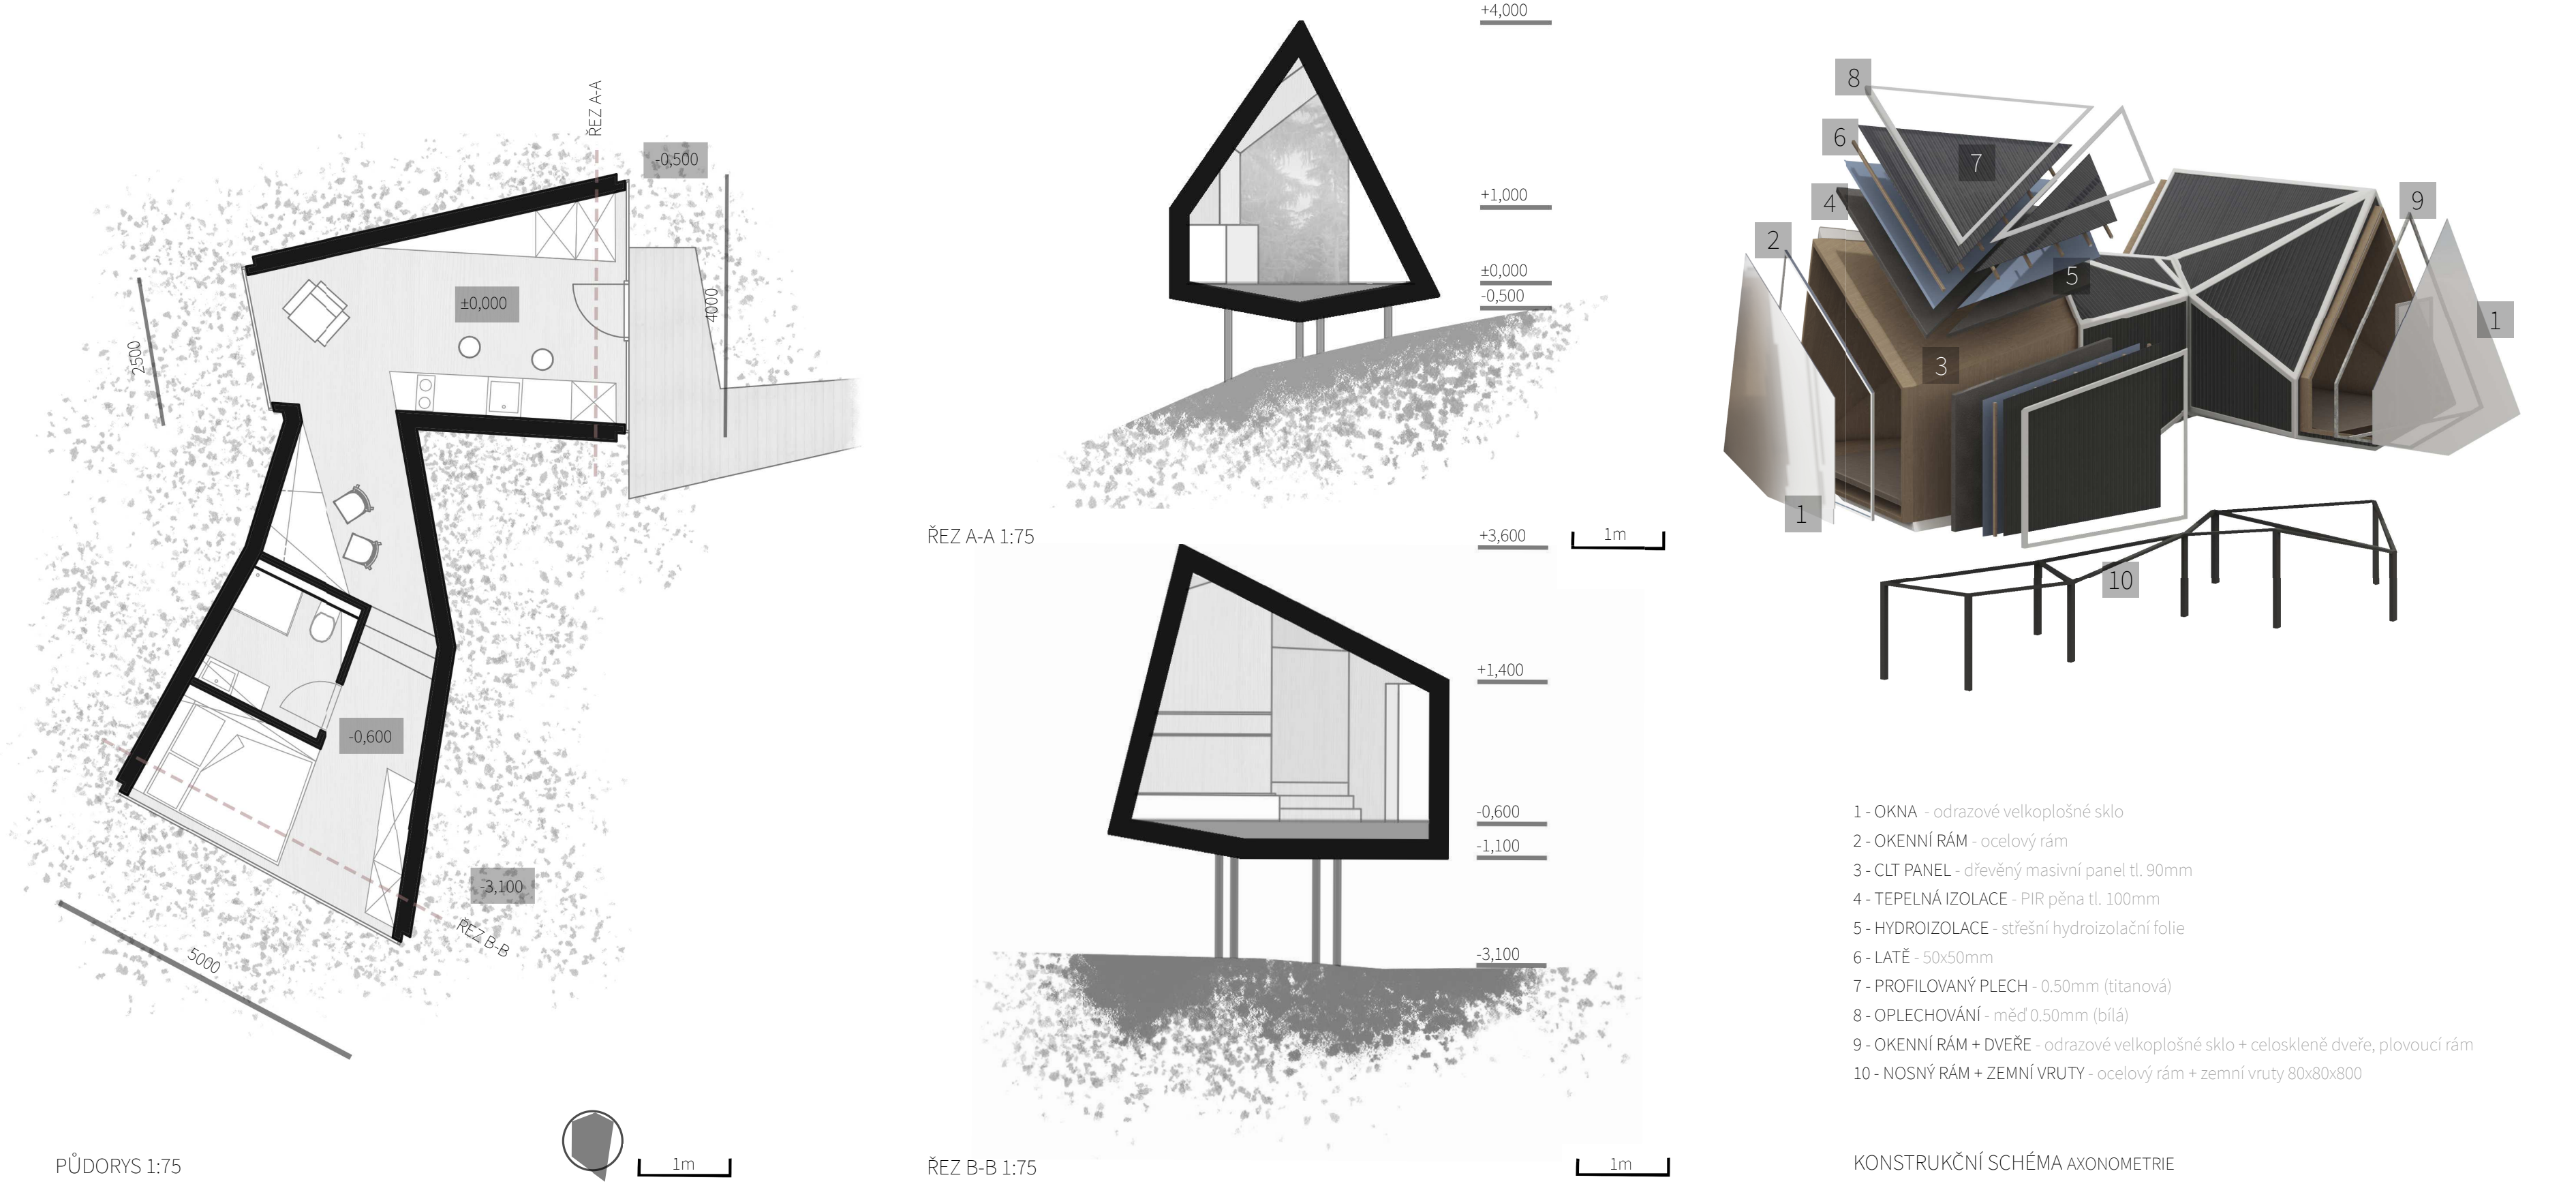 ŘEZ A-A
-0,500
±0,000
4000
2500
-0,600
-3,100
ŘEZ B-B
5000
PŮDORYS 1:75
1m
+4,000
+1,000
±0,000
-0,500
ŘEZ A-A 1:75
1m
+3,600
+1,400
-0,600
-1,100
-3,100
ŘEZ B-B 1:75
1m
8
6
7
4
9
2
5
1
3
1
10
1 - OKNA - odrazové velkoplošné sklo
2 - OKENNÍ RÁM - ocelový rám
3 - CLT PANEL - dřevěný masivní panel tl. 90mm
4 - TEPELNÁ IZOLACE - PIR pěna tl. 100mm
5 - HYDROIZOLACE - střešní hydroizolační folie
6 - LATĚ - 50x50mm
7 - PROFILOVANÝ PLECH - 0.50mm (titanová)
8 - OPLECHOVÁNÍ - měď 0.50mm (bílá)
9 - OKENNÍ RÁM + DVEŘE - odrazové velkoplošné sklo + celoskleně dveře, plovoucí rám
10 - NOSNÝ RÁM + ZEMNÍ VRUTY - ocelový rám + zemní vruty 80x80x800
KONSTRUKČNÍ SCHÉMA AXONOMETRIE